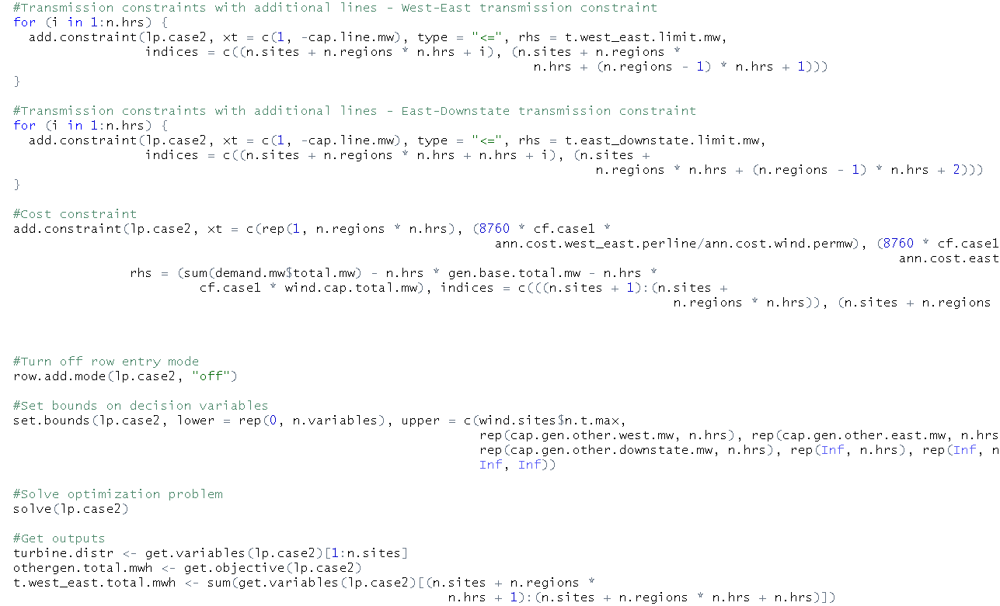 #Transmission constraints with additional lines - West-East transmission constraint
for (i in 1:n.hrs) {
add.constraint(lp.case2, xt = c(1, -cap.line.mw), type = "<=", rhs = t.west_east.limit.mw,
indices = c((n.sites + n.regions * n.hrs + i), (n.sites + n.regions *
n.hrs + (n.regions - 1) * n.hrs + 1)))
}
#Transmission constraints with additional lines - East-Downstate transmission constraint
for (i in 1:n.hrs) {
add.constraint(lp.case2, xt = c(1, -cap.line.mw), type = "<=", rhs = t.east_downstate.limit.mw,
indices = c((n.sites + n.regions * n.hrs + n.hrs + i), (n.sites +
n.regions * n.hrs + (n.regions - 1) * n.hrs + 2)))
}
#Cost constraint
add.constraint(lp.case2, xt = c(rep(1, n.regions * n.hrs), (8760 * cf.case1 *
ann.cost.west_east.perline/ann.cost.wind.permw), (8760 * cf.case1
ann.cost.east
rhs = (sum(demand.mw$total.mw) - n.hrs * gen.base.total.mw - n.hrs *
cf.case1 * wind.cap.total.mw), indices = c(((n.sites + 1):(n.sites +
n.regions * n.hrs)), (n.sites + n.regions
#Turn off row entry mode
row.add.mode(lp.case2, "off")
#Set bounds on decision variables
set.bounds(lp.case2, lower = rep(0, n.variables), upper = c(wind.sites$n.t.max,
rep(cap.gen.other.west.mw, n.hrs), rep(cap.gen.other.east.mw, n.hrs
rep(cap.gen.other.downstate.mw, n.hrs), rep(Inf, n.hrs), rep(Inf, n
Inf, Inf))
#Solve optimization problem
solve(lp.case2)
#Get outputs
turbine.distr <- get.variables(lp.case2)[1:n.sites]
othergen.total.mwh <- get.objective(lp.case2)
t.west_east.total.mwh <- sum(get.variables(lp.case2)[(n.sites + n.regions *
n.hrs + 1):(n.sites + n.regions * n.hrs + n.hrs)])